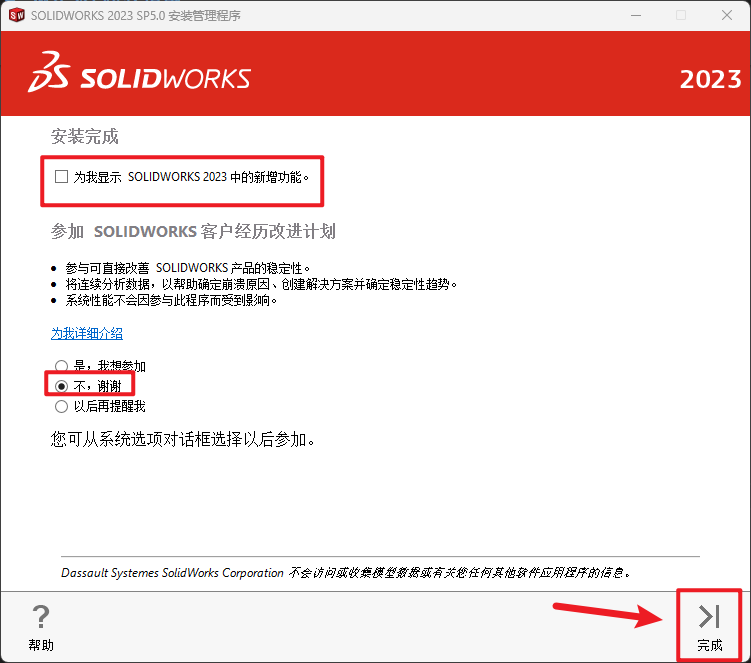 SOLIDWORKS 2023 SP5.0 安装管理程序
SOLIDWORKS
2023
安装完成
为我显示 SOLIDWORKS 2023 中的新增功能。
参加 SOLIDWORKS 客户经历改进计划
• 参与可直接改善 SOLIDWORKS 产品的稳定性。
• 将连续分析数据，以帮助确定崩溃原因、创建解决方案并确定稳定性趋势。
• 系统性能不会因参与此程序而受到影响。
为我详细介绍
是，我想参加
不，谢谢
以后再提醒我
您可从系统选项对话框选择以后参加。
Dassault Systemes SolidWorks Corporation 不会访问或收集模型数据或有关您任何其他软件应用程序的信息。
?
帮助
完成